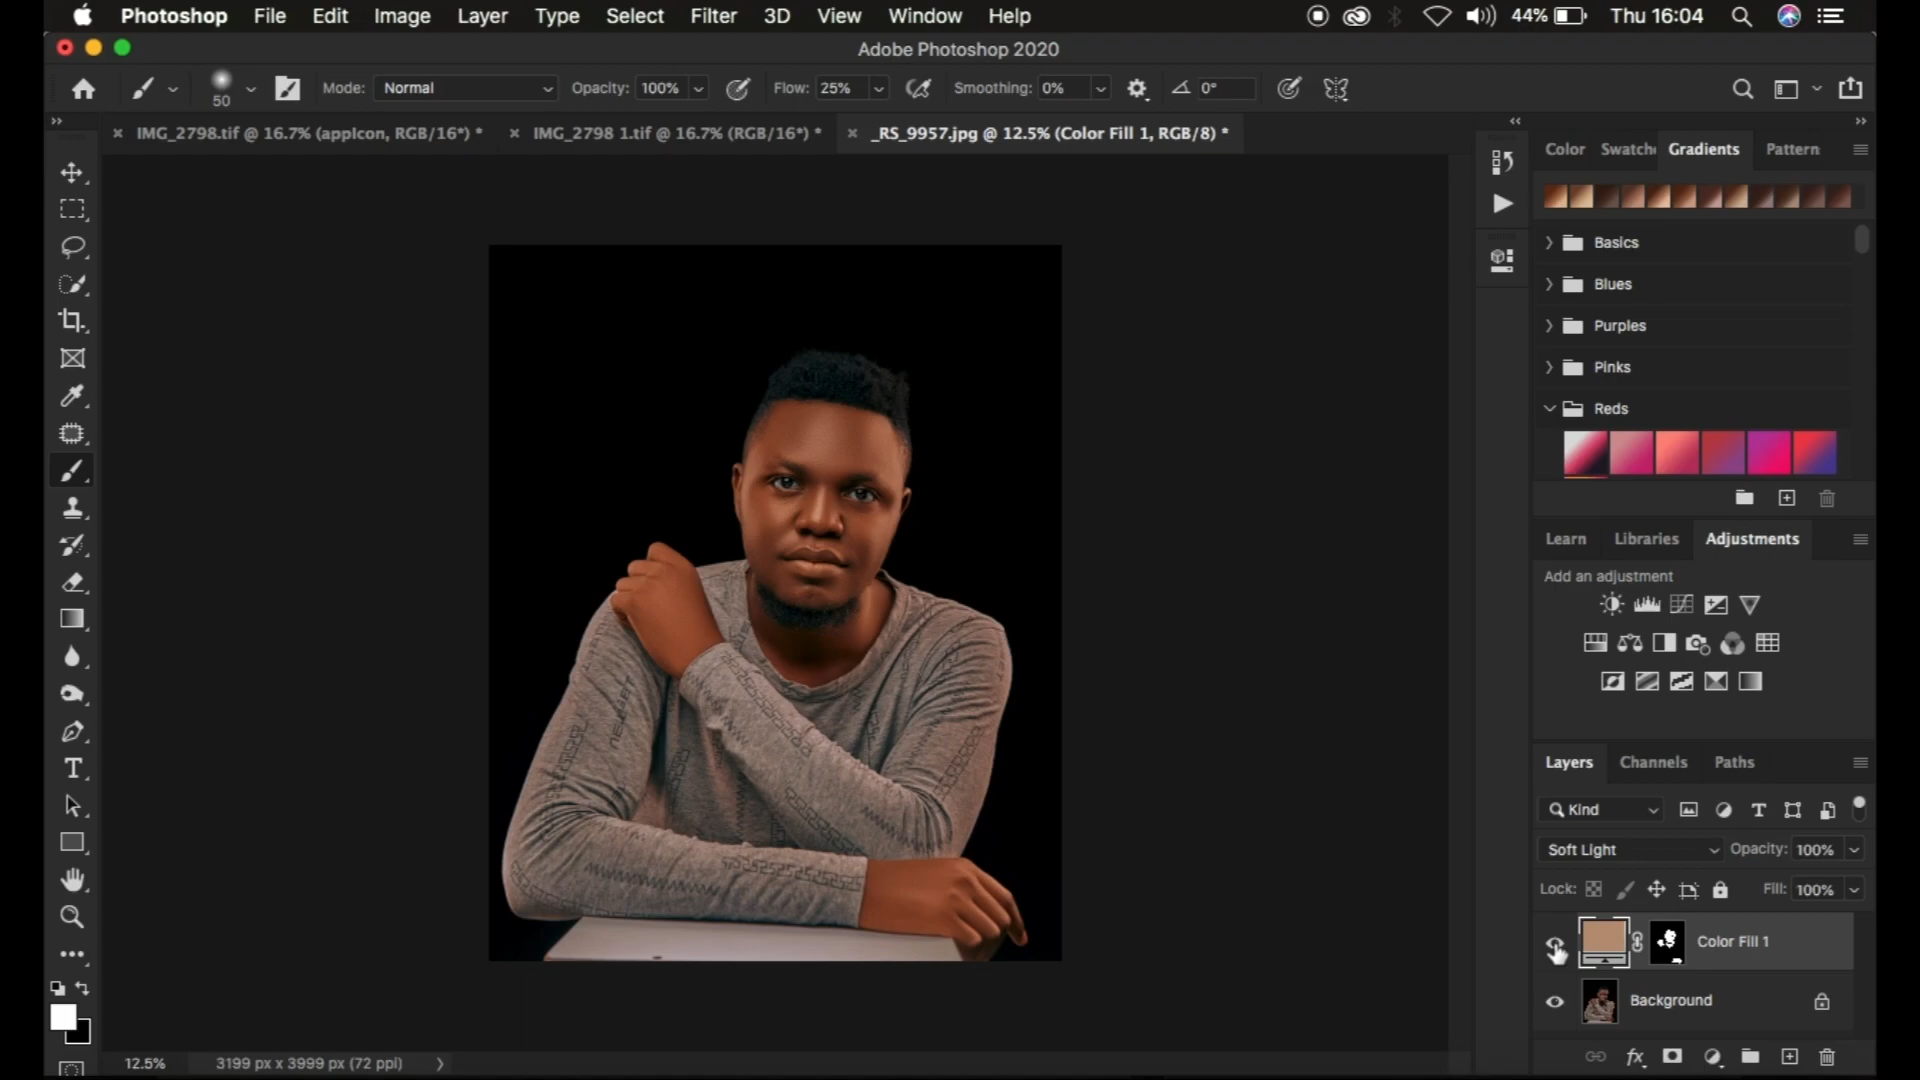 Photoshop File Edit Image Layer Type Select Filter 3D View Window Help 44% Thu 16:04
Adobe Photoshop 2020
50 Mode: Normal Opacity: 100% Flow: 25% Smoothing: 0% 0°
IMG_2798.tif @ 16.7% (appIcon, RGB/16*) * IMG_2798 1.tif @ 16.7% (RGB/16*) * _RS_9957.jpg @ 12.5% (Color Fill 1, RGB/8) *
Color Swatche Gradients Pattern
Basics
Blues
Purples
Pinks
Reds
Learn Libraries Adjustments
Add an adjustment
Layers Channels Paths
Kind
Soft Light Opacity: 100%
Lock: Fill: 100%
Color Fill 1
Background
fx
12.5% 3199 px x 3999 px (72 ppi)